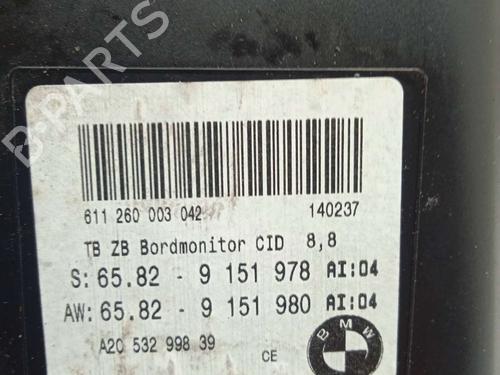 B-PARTS
611 260 003 042 140237
TB ZB Bordmonitor CID 8,8
S: 65.82 - 9 151 978 AI:04
AW: 65.82 - 9 151 980 AI:04
A2C 532 998 39 CE
BMW